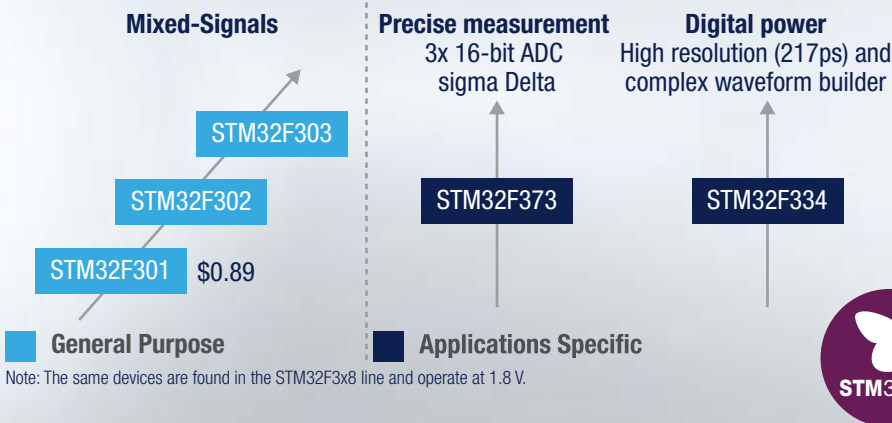 Mixed-Signals
Precise measurement
3x 16-bit ADC
sigma Delta
Digital power
High resolution (217ps) and
complex waveform builder
STM32F303
STM32F302
STM32F301 $0.89
STM32F373
STM32F334
General Purpose
Applications Specific
Note: The same devices are found in the STM32F3x8 line and operate at 1.8 V.